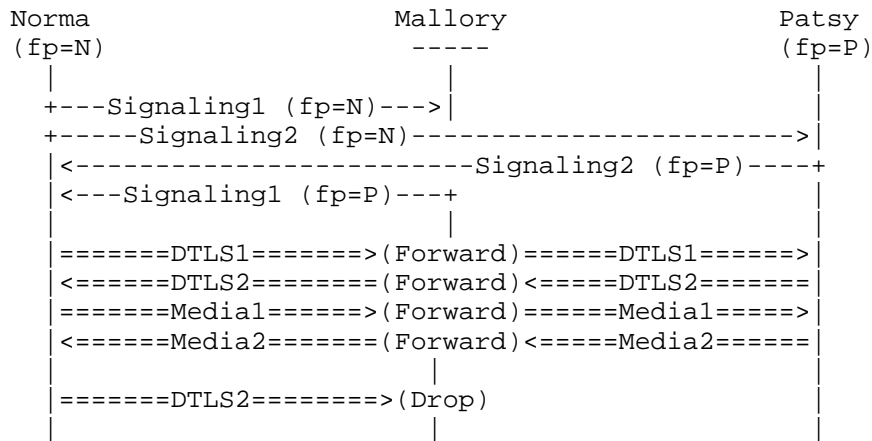 Norma                   Mallory                  Patsy
(fp=N)                   -----                  (fp=P)
  |                        |                      |
  +---Signaling1 (fp=N)--->|                      |
  +-----Signaling2 (fp=N)------------------------>|
  |<-------------------------Signaling2 (fp=P)----+
  |<---Signaling1 (fp=P)---+                      |
  |                        |                      |
  |=======DTLS1=======>(Forward)======DTLS1======>|
  |<=======DTLS2=======(Forward)<=====DTLS2=======|
  |=======Media1======>(Forward)=====Media1======>|
  |<======Media2=======(Forward)<=====Media2======|
  |                       |                       |
  |=======DTLS2========>(Drop)                    |
  |                       |                       |